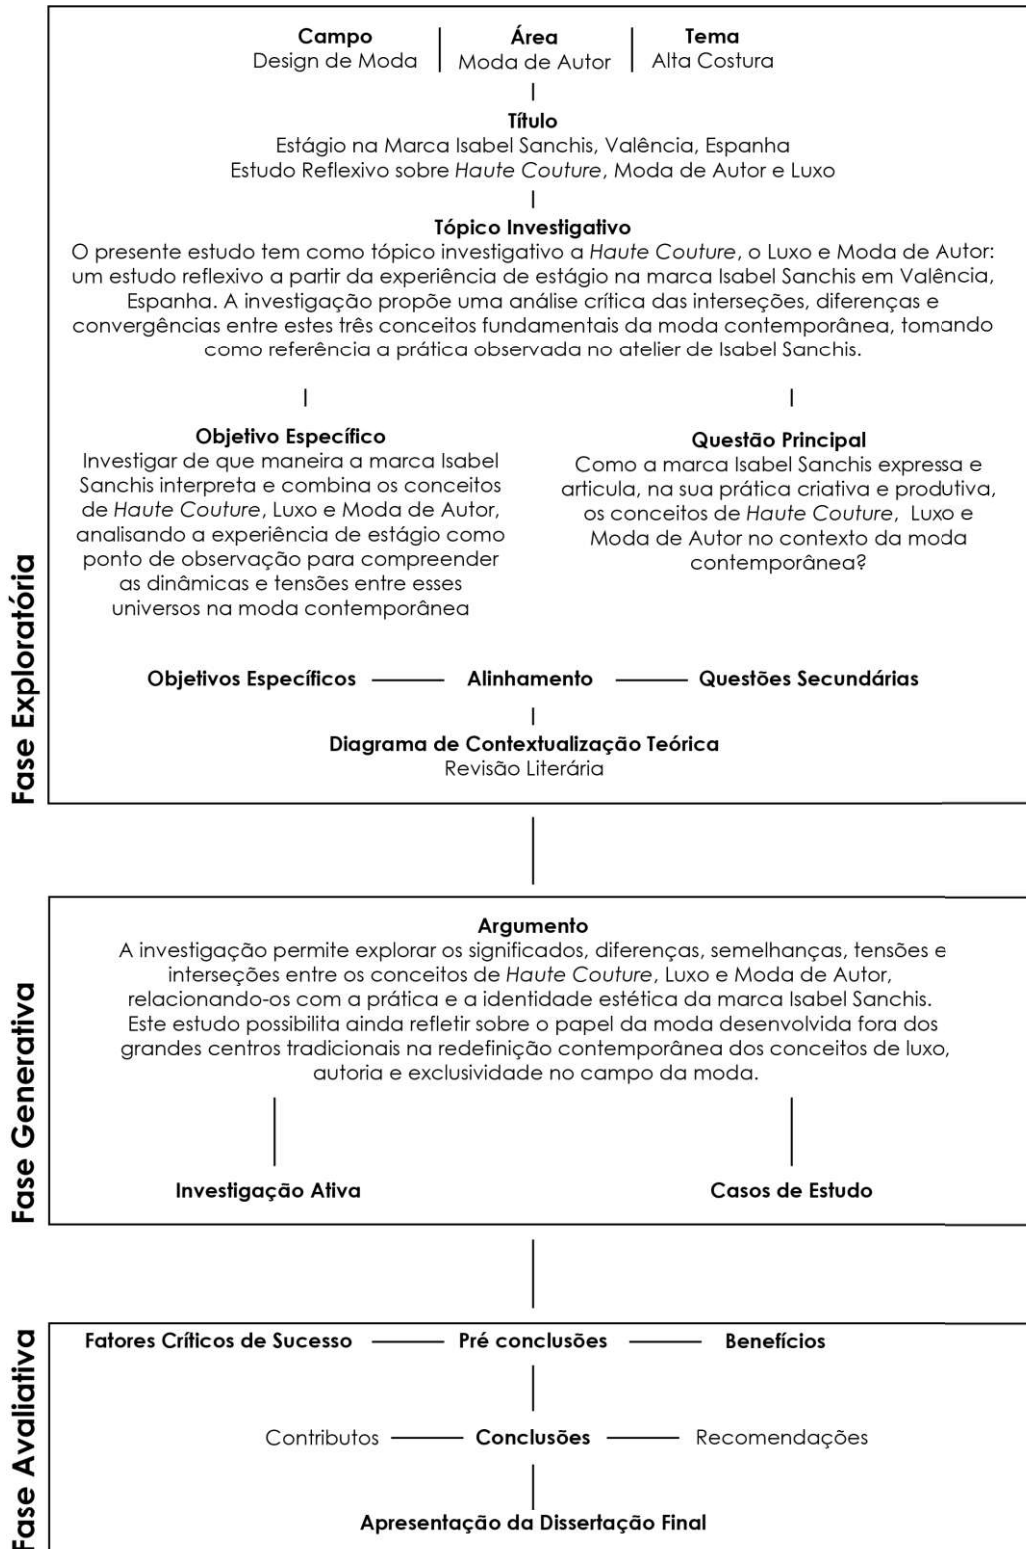 Campo
Design de Moda
Área
Moda de Autor
Tema
Alta Costura
Título
Estágio na Marca Isabel Sanchis, Valência, Espanha
Estudo Reflexivo sobre Haute Couture, Moda de Autor e Luxo
Tópico Investigativo
O presente estudo tem como tópico investigativo a Haute Couture, o Luxo e Moda de Autor:
um estudo reflexivo a partir da experiência de estágio na marca Isabel Sanchis em Valência,
Espanha. A investigação propõe uma análise crítica das interseções, diferenças e
convergências entre estes três conceitos fundamentais da moda contemporânea, tomando
como referência a prática observada no atelier de Isabel Sanchis.
Objetivo Específico
Investigar de que maneira a marca Isabel
Sanchis interpreta e combina os conceitos
de Haute Couture, Luxo e Moda de Autor,
analisando a experiência de estágio como
ponto de observação para compreender
as dinâmicas e tensões entre esses
universos na moda contemporânea
Questão Principal
Como a marca Isabel Sanchis expressa e
articula, na sua prática criativa e produtiva,
os conceitos de Haute Couture, Luxo e
Moda de Autor no contexto da moda
contemporânea?
Objetivos Específicos
Alinhamento
Questões Secundárias
Diagrama de Contextualização Teórica
Revisão Literária
Fase Exploratória
Argumento
A investigação permite explorar os significados, diferenças, semelhanças, tensões e
interseções entre os conceitos de Haute Couture, Luxo e Moda de Autor,
relacionando-os com a prática e a identidade estética da marca Isabel Sanchis.
Este estudo possibilita ainda refletir sobre o papel da moda desenvolvida fora dos
grandes centros tradicionais na redefinição contemporânea dos conceitos de luxo,
autoria e exclusividade no campo da moda.
Investigação Ativa
Casos de Estudo
Fase Generativa
Fatores Críticos de Sucesso
Pré conclusões
Benefícios
Contributos
Conclusões
Recomendações
Apresentação da Dissertação Final
Fase Avaliativa